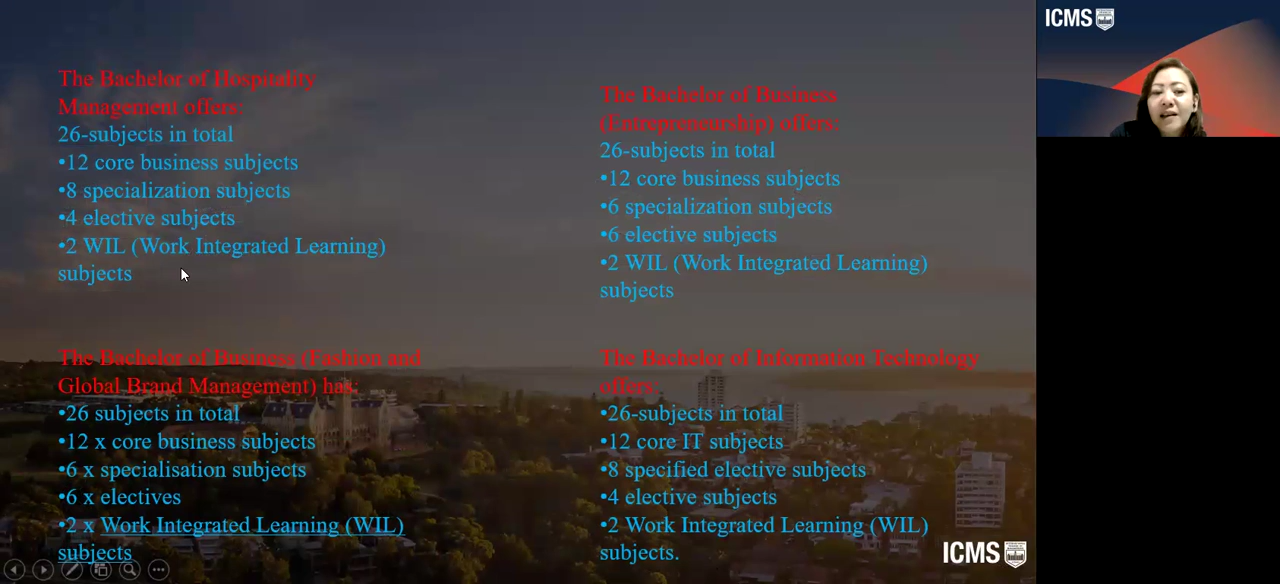 The Bachelor of Hospitality
Management offers:
26-subjects in total
•12 core business subjects
•8 specialization subjects
•4 elective subjects
•2 WIL (Work Integrated Learning)
subjects
The Bachelor of Business
(Entrepreneurship) offers:
26-subjects in total
•12 core business subjects
•6 specialization subjects
•6 elective subjects
•2 WIL (Work Integrated Learning)
subjects
The Bachelor of Business (Fashion and
Global Brand Management) has:
•26 subjects in total
•12 x core business subjects
•6 x specialisation subjects
•6 x electives
•2 x Work Integrated Learning (WIL)
subjects
The Bachelor of Information Technology
offers:
•26-subjects in total
•12 core IT subjects
•8 specified elective subjects
•4 elective subjects
•2 Work Integrated Learning (WIL)
subjects.
ICMS
ICMS